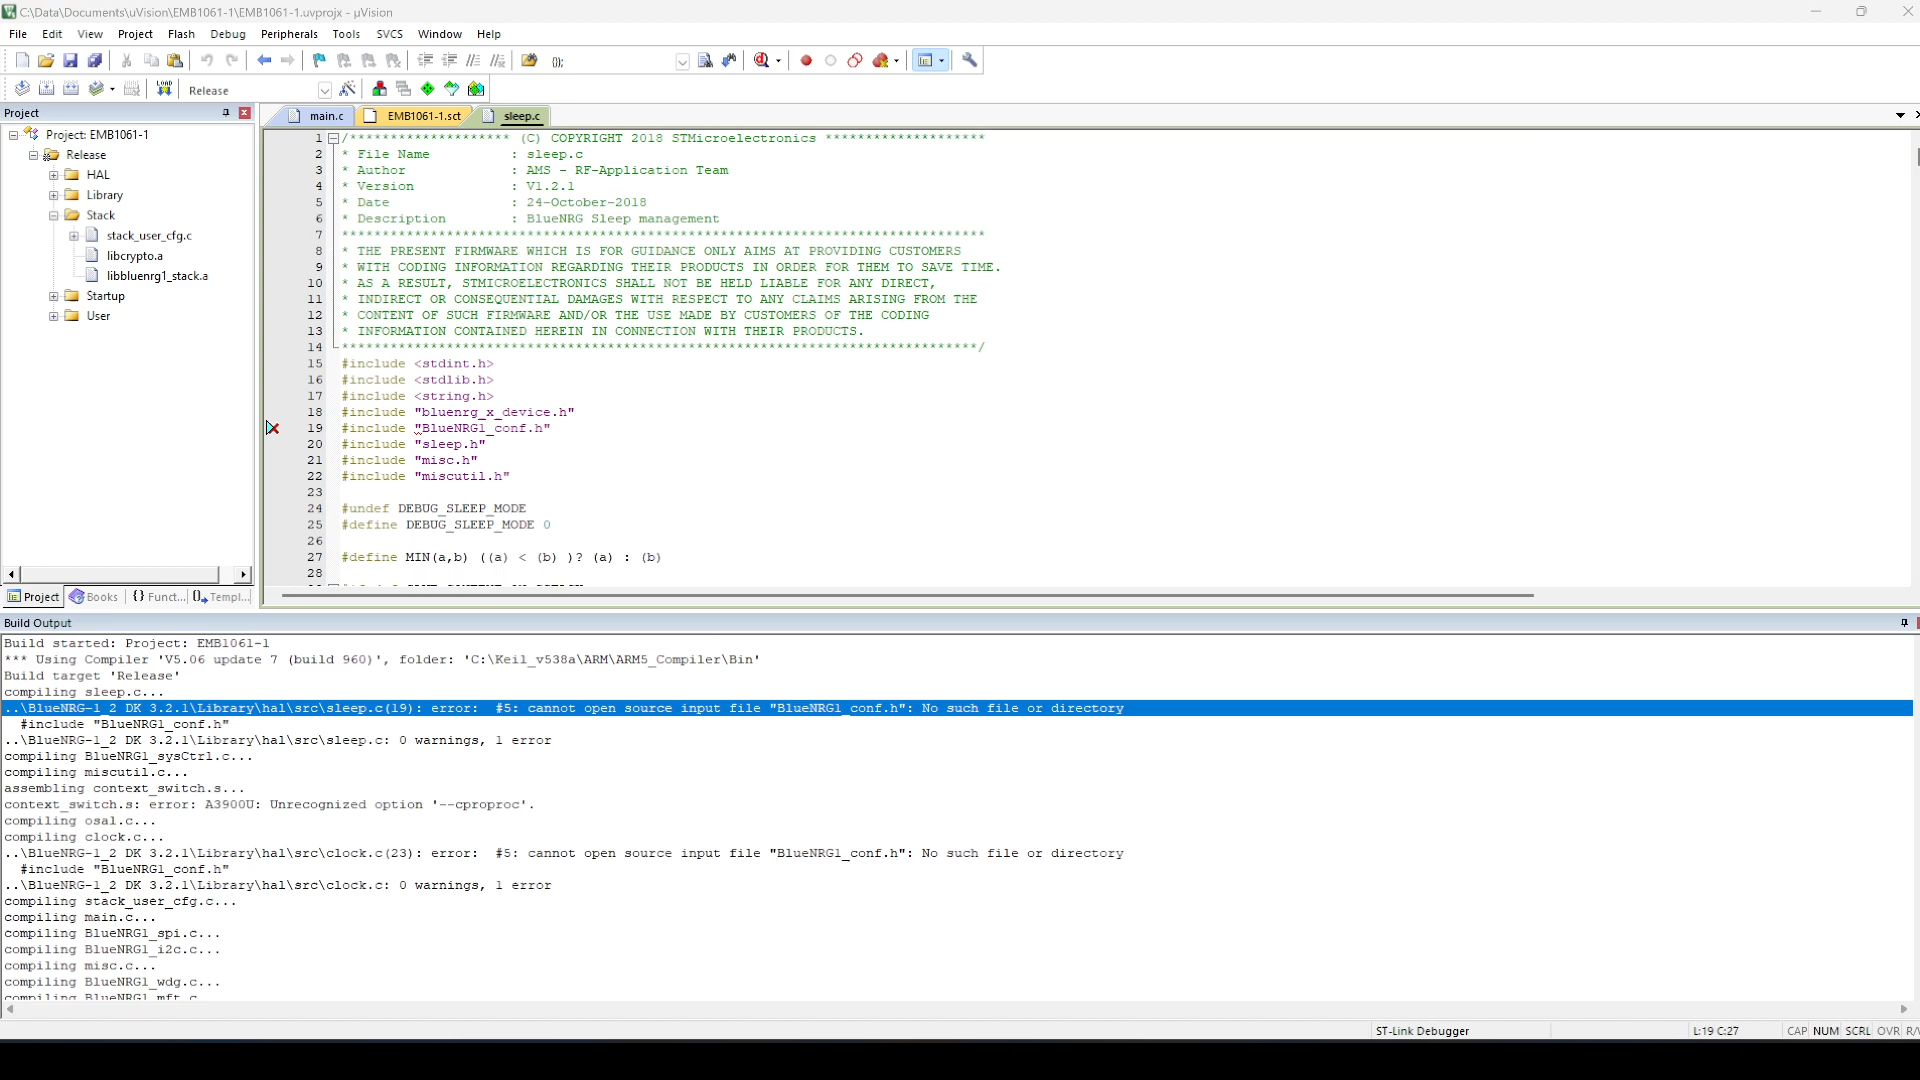 C:\Data\Documents\uVision\EMB1061-1\EMB1061-1.uvprojx - µVision
File Edit View Project Flash Debug Peripherals Tools SVCS Window Help
Release
Project
main.c EMB1061-1.sct sleep.c
Project: EMB1061-1
Release
HAL
Library
Stack
stack_user_cfg.c
libcrypto.a
libbluenrg1_stack.a
Startup
User
Project Books {} Funct... Templ...
1 /******************** (C) COPYRIGHT 2018 STMicroelectronics ********************
2 * File Name : sleep.c
3 * Author : AMS - RF-Application Team
4 * Version : V1.2.1
5 * Date : 24-October-2018
6 * Description : BlueNRG Sleep management
7 ********************************************************************************
8 * THE PRESENT FIRMWARE WHICH IS FOR GUIDANCE ONLY AIMS AT PROVIDING CUSTOMERS
9 * WITH CODING INFORMATION REGARDING THEIR PRODUCTS IN ORDER FOR THEM TO SAVE TIME.
10 * AS A RESULT, STMICROELECTRONICS SHALL NOT BE HELD LIABLE FOR ANY DIRECT,
11 * INDIRECT OR CONSEQUENTIAL DAMAGES WITH RESPECT TO ANY CLAIMS ARISING FROM THE
12 * CONTENT OF SUCH FIRMWARE AND/OR THE USE MADE BY CUSTOMERS OF THE CODING
13 * INFORMATION CONTAINED HEREIN IN CONNECTION WITH THEIR PRODUCTS.
14 *******************************************************************************/
15 #include <stdint.h>
16 #include <stdlib.h>
17 #include <string.h>
18 #include "bluenrg_x_device.h"
19 #include "BlueNRG1_conf.h"
20 #include "sleep.h"
21 #include "misc.h"
22 #include "miscutil.h"
23
24 #undef DEBUG_SLEEP_MODE
25 #define DEBUG_SLEEP_MODE 0
26
27 #define MIN(a,b) ((a) < (b) )? (a) : (b)
28
Build Output
Build started: Project: EMB1061-1
*** Using Compiler 'V5.06 update 7 (build 960)', folder: 'C:\Keil_v538a\ARM\ARM5_Compiler\Bin'
Build target 'Release'
compiling sleep.c...
..\BlueNRG-1_2 DK 3.2.1\Library\hal\src\sleep.c(19): error: #5: cannot open source input file "BlueNRG1_conf.h": No such file or directory
#include "BlueNRG1_conf.h"
..\BlueNRG-1_2 DK 3.2.1\Library\hal\src\sleep.c: 0 warnings, 1 error
compiling BlueNRG1_sysCtrl.c...
compiling miscutil.c...
assembling context_switch.s...
context_switch.s: error: A3900U: Unrecognized option '--cproproc'.
compiling osal.c...
compiling clock.c...
..\BlueNRG-1_2 DK 3.2.1\Library\hal\src\clock.c(23): error: #5: cannot open source input file "BlueNRG1_conf.h": No such file or directory
#include "BlueNRG1_conf.h"
..\BlueNRG-1_2 DK 3.2.1\Library\hal\src\clock.c: 0 warnings, 1 error
compiling stack_user_cfg.c...
compiling main.c...
compiling BlueNRG1_spi.c...
compiling BlueNRG1_i2c.c...
compiling misc.c...
compiling BlueNRG1_wdg.c...
compiling BlueNRG1_mft.c
ST-Link Debugger L:19 C:27 CAP NUM SCRL OVR R/